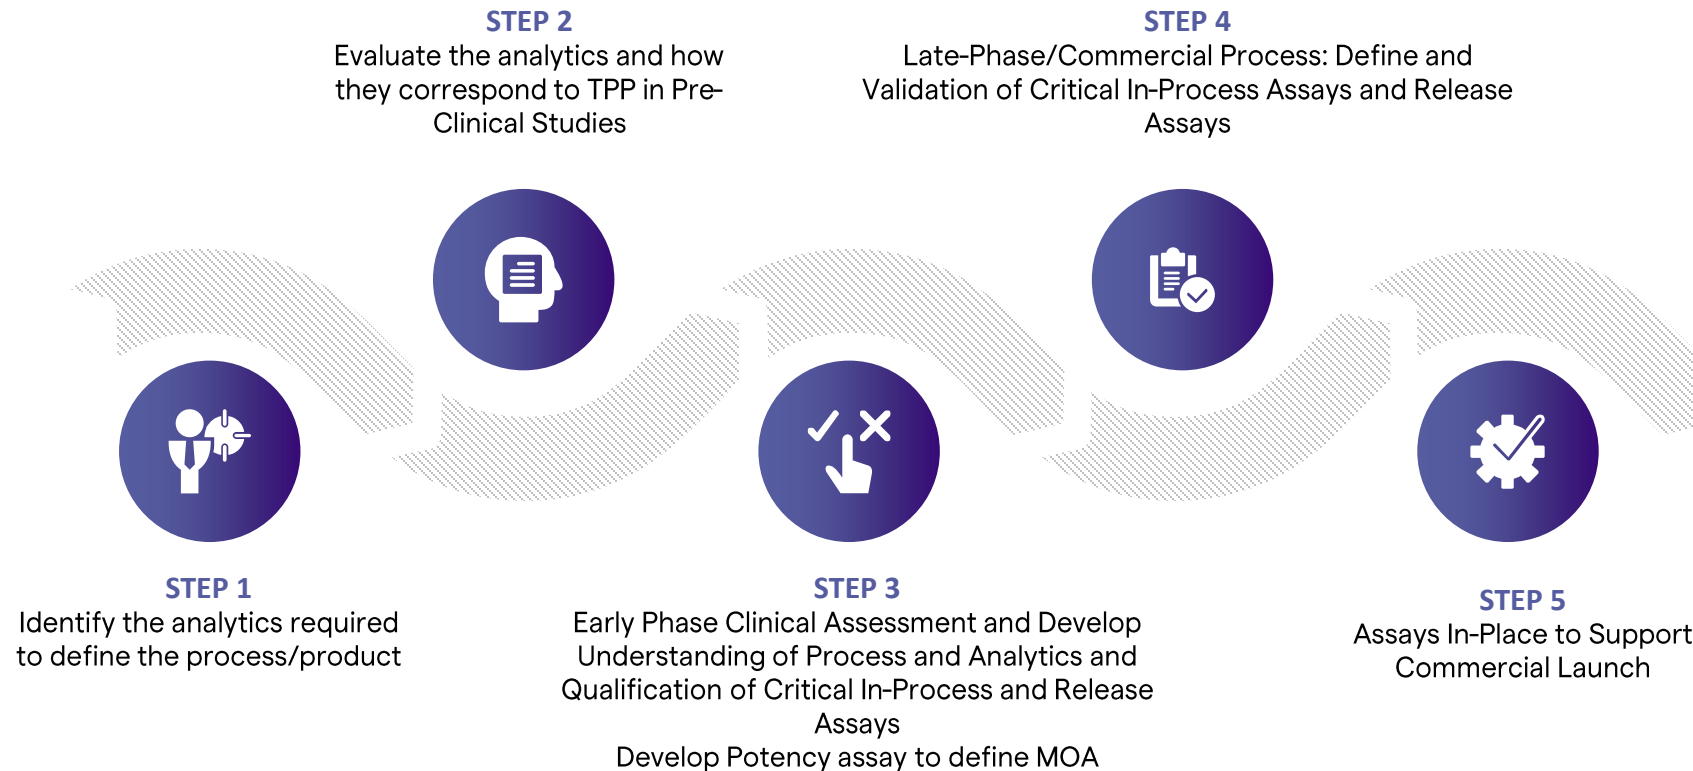 STEP 1
Identify the analytics required
to define the process/product
STEP 2
Evaluate the analytics and how
they correspond to TPP in Pre-
Clinical Studies
STEP 3
Early Phase Clinical Assessment and Develop
Understanding of Process and Analytics and
Qualification of Critical In-Process and Release
Assays
Develop Potency assay to define MOA
STEP 4
Late-Phase/Commercial Process: Define and
Validation of Critical In-Process Assays and Release
Assays
STEP 5
Assays In-Place to Support
Commercial Launch